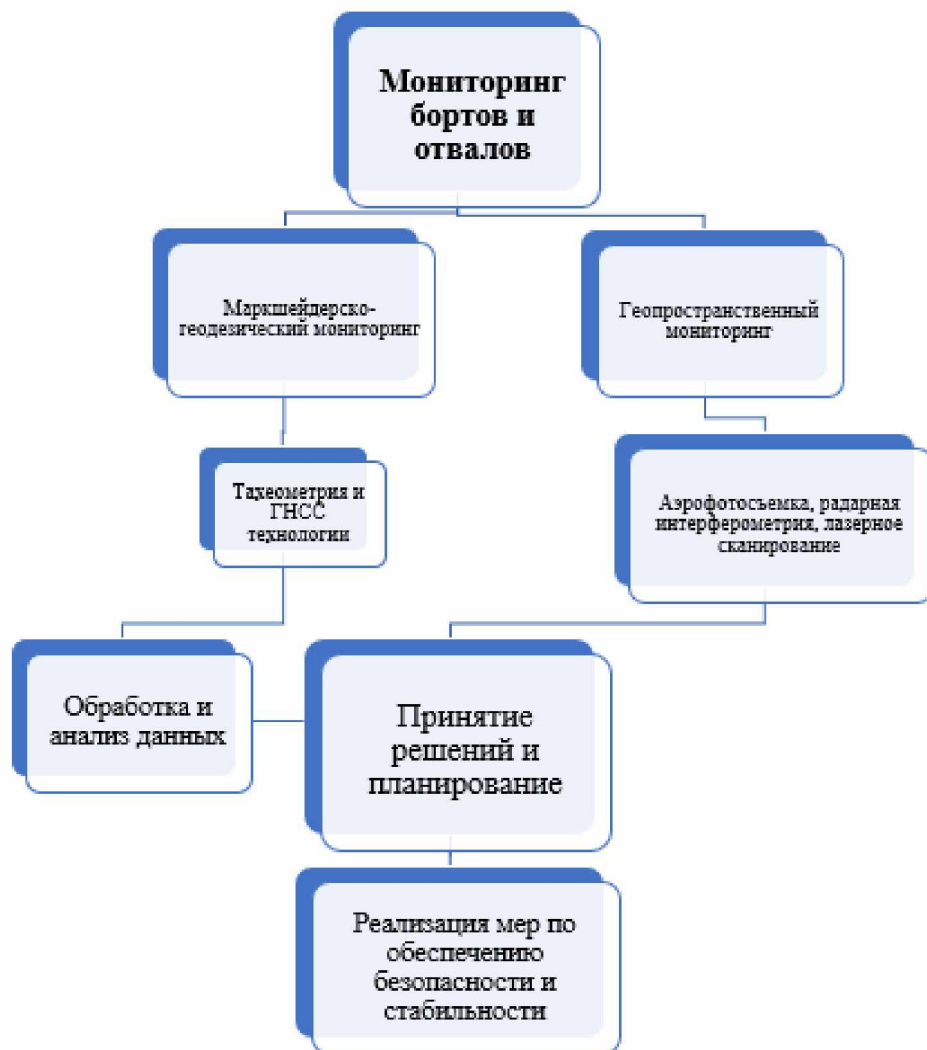 Мониторинг
бортов и
отвалов
Маркшейдерско-
геодезический мониторинг
Геопространственный
мониторинг
Тахеометрия и
ГНСС
технологии
Аэрофотосъемка, радарная
интерферометрия, лазерное
сканирование
Обработка и
анализ данных
Принятие
решений и
планирование
Реализация мер по
обеспечению
безопасности и
стабильности